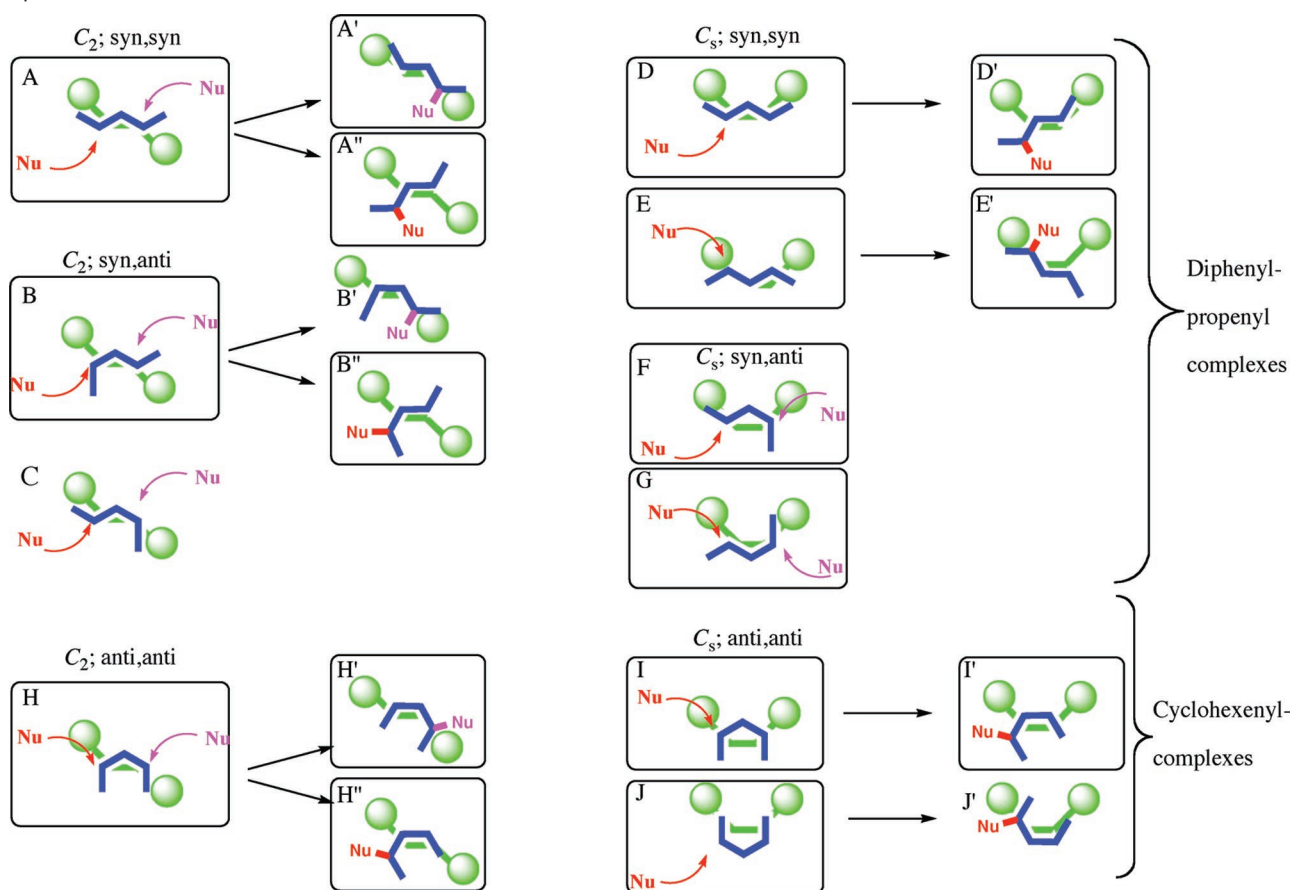 C2; syn,syn
A
Nu
Nu
A'
Nu
A"
Nu
C2; syn,anti
B
Nu
Nu
B'
Nu
B"
Nu
C
Nu
Nu
C2; anti,anti
H
Nu
Nu
H'
Nu
H"
Nu
Cs; syn,syn
D
Nu
D'
Nu
E
Nu
E'
Nu
Cs; syn,anti
F
Nu
Nu
G
Nu
Nu
Diphenyl-
propenyl
complexes
Cs; anti,anti
I
Nu
I'
Nu
J
Nu
J'
Nu
Cyclohexenyl-
complexes